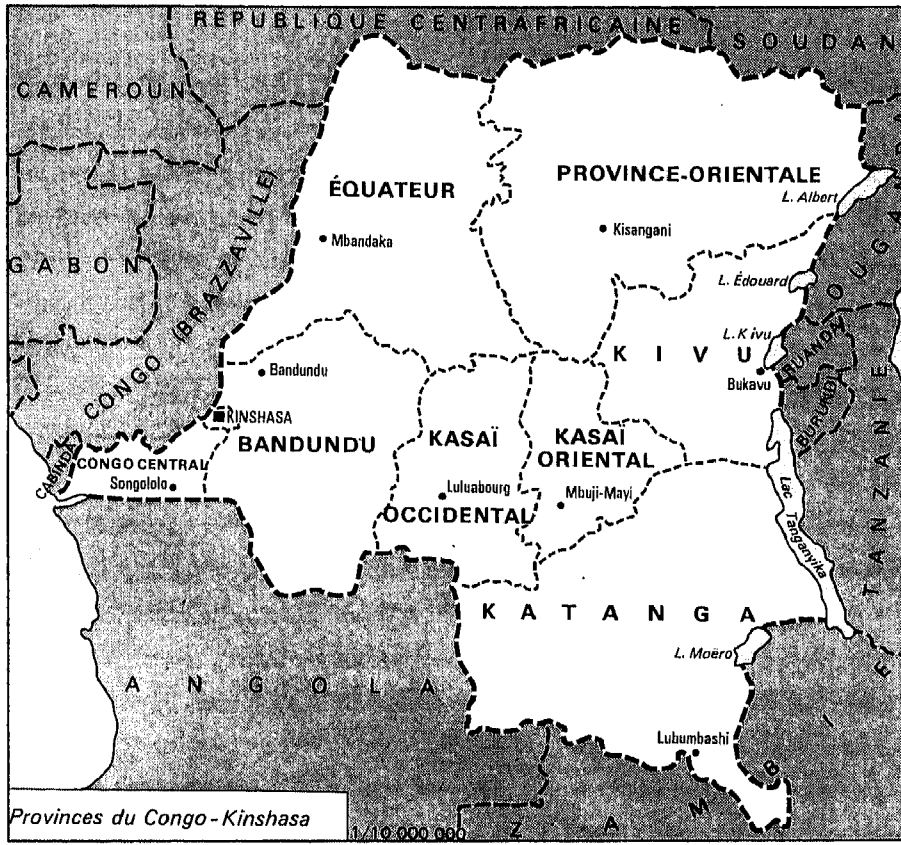 RÉPUBLIQUE CENTRAFRICAINE
SOUDAN
CAMEROUN
PROVINCE-ORIENTALE
ÉQUATEUR
L. Albert
Kisangani
Mbandaka
GABON
OUGANDA
CONGO (BRAZZAVILLE)
L. Édouard
L. Kivu
RUANDA
KIVU
Bandundu
Bukavu
BURUNDI
KINSHASA
BANDUNDU
KASAÏ
OCCIDENTAL
KASAÏ
ORIENTAL
CABINDA
CONGO CENTRAL
Songololo
Luluabourg
Mbuji-Mayi
Lac Tanganyika
TANZANIE
KATANGA
L. Moëro
ANGOLA
Lubumbashi
ZAMBIE
Provinces du Congo-Kinshasa
1/10 000 000